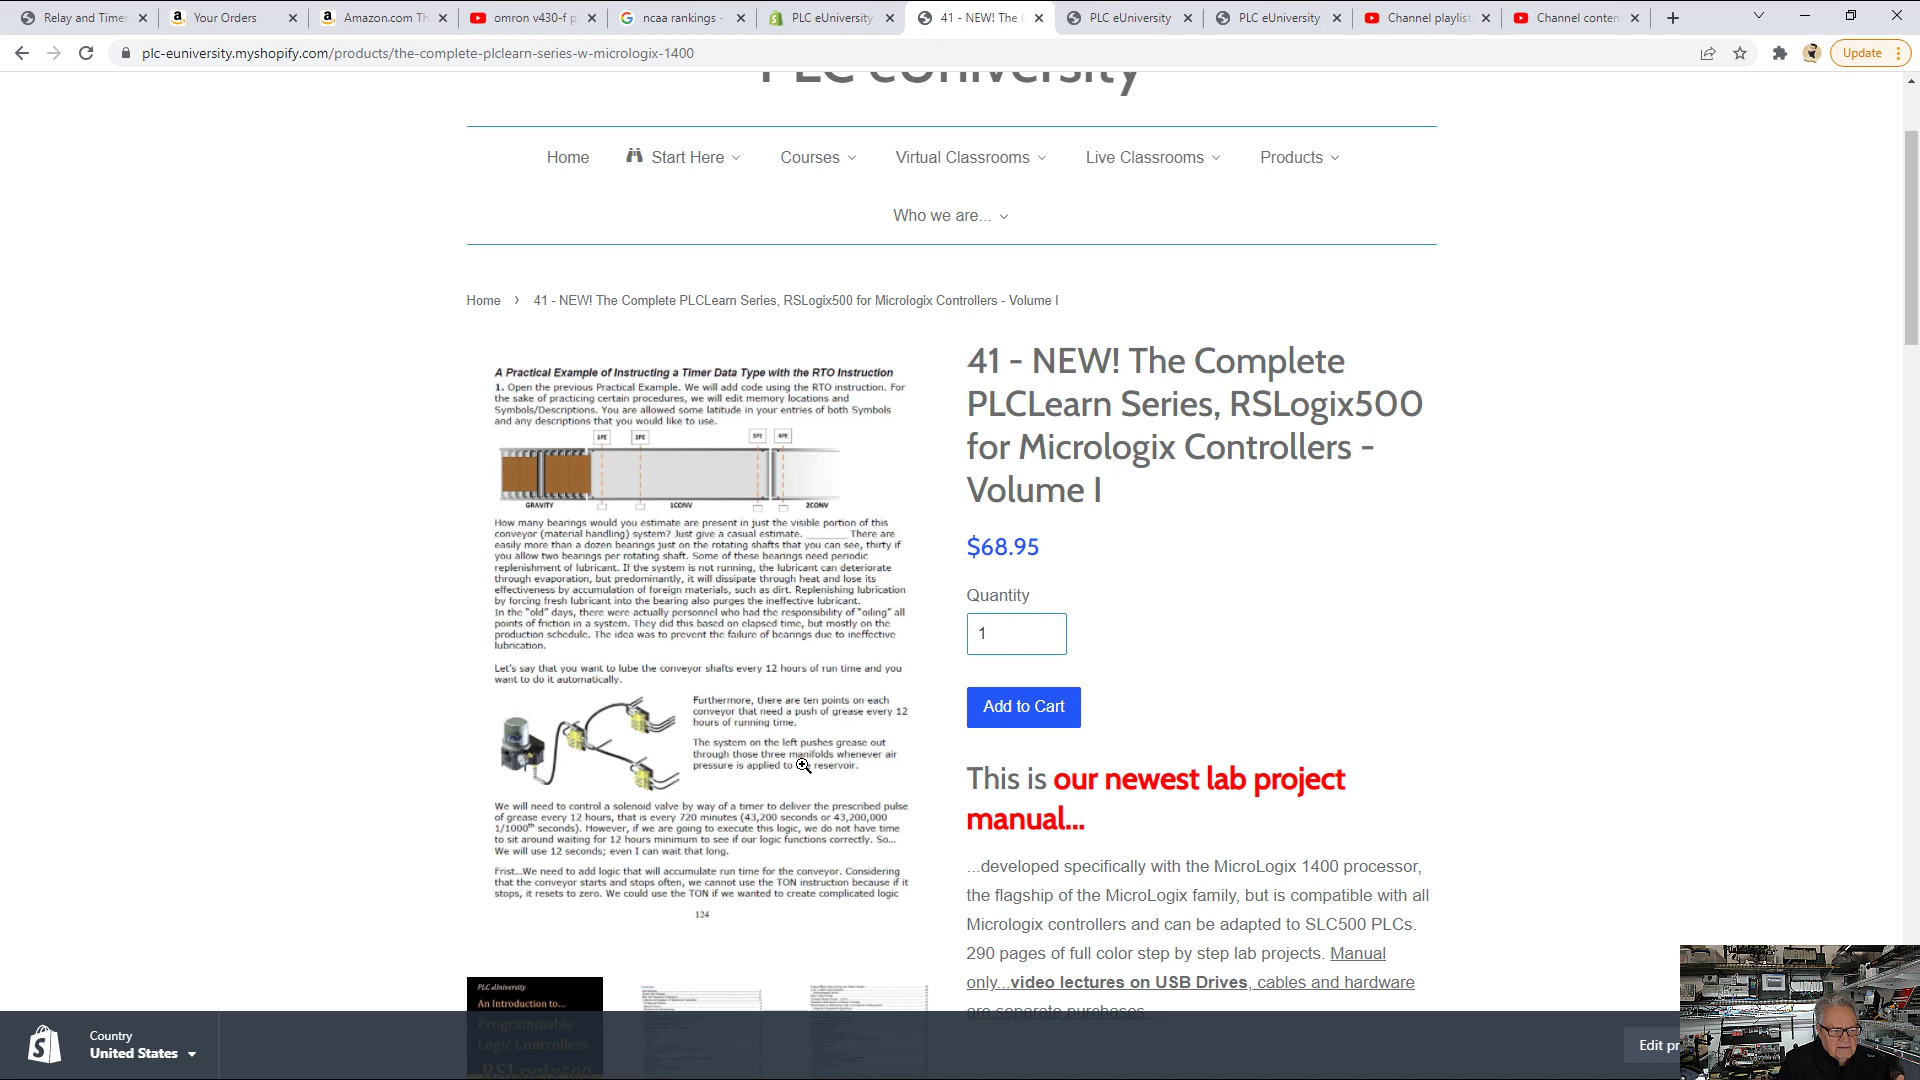 Relay and Timer
Your Orders
Amazon.com Th
omron v430-f p
ncaa rankings -
PLC eUniversity
41 - NEW! The C
PLC eUniversity
PLC eUniversity
Channel playlist
Channel conten
plc-euniversity.myshopify.com/products/the-complete-plclearn-series-w-micrologix-1400
Update
PLC eUniversity
Home
Start Here
Courses
Virtual Classrooms
Live Classrooms
Products
Who we are...
Home › 41 - NEW! The Complete PLCLearn Series, RSLogix500 for Micrologix Controllers - Volume I
A Practical Example of Instructing a Timer Data Type with the RTO Instruction
1. Open the previous Practical Example. We will add code using the RTO instruction. For
the sake of practicing certain procedures, we will edit memory locations and
Symbols/Descriptions. You are allowed some latitude in your entries of both Symbols
and any descriptions that you would like to use.
1PE 2PE 3PE 4PE
GRAVITY 1CONV 2CONV
How many bearings would you estimate are present in just the visible portion of this
conveyor (material handling) system? Just give a casual estimate. ________ There are
easily more than a dozen bearings just on the rotating shafts that you can see, thirty if
you allow two bearings per rotating shaft. Some of these bearings need periodic
replenishment of lubricant. If the system is not running, the lubricant can deteriorate
through evaporation, but predominantly, it will dissipate through heat and lose its
effectiveness by accumulation of foreign materials, such as dirt. Replenishing lubrication
by forcing fresh lubricant into the bearing also purges the ineffective lubricant.
In the "old" days, there were actually personnel who had the responsibility of "oiling" all
points of friction in a system. They did this based on elapsed time, but mostly on the
production schedule. The idea was to prevent the failure of bearings due to ineffective
lubrication.
Let's say that you want to lube the conveyor shafts every 12 hours of run time and you
want to do it automatically.
Furthermore, there are ten points on each
conveyor that need a push of grease every 12
hours of running time.
The system on the left pushes grease out
through those three manifolds whenever air
pressure is applied to reservoir.
We will need to control a solenoid valve by way of a timer to deliver the prescribed pulse
of grease every 12 hours, that is every 720 minutes (43,200 seconds or 43,200,000
1/1000th seconds). However, if we are going to execute this logic, we do not have time
to sit around waiting for 12 hours minimum to see if our logic functions correctly. So...
We will use 12 seconds; even I can wait that long.
Frist...We need to add logic that will accumulate run time for the conveyor. Considering
that the conveyor starts and stops often, we cannot use the TON instruction because if it
stops, it resets to zero. We could use the TON if we wanted to create complicated logic
124
41 - NEW! The Complete
PLCLearn Series, RSLogix500
for Micrologix Controllers -
Volume I
$68.95
Quantity
1
Add to Cart
This is our newest lab project
manual...
...developed specifically with the MicroLogix 1400 processor,
the flagship of the MicroLogix family, but is compatible with all
Micrologix controllers and can be adapted to SLC500 PLCs.
290 pages of full color step by step lab projects. Manual
only...video lectures on USB Drives, cables and hardware
are separate purchases.
PLC eUniversity
An Introduction to...
Programmable
Logic Controllers
RSLogix500
Country
United States
Edit pr